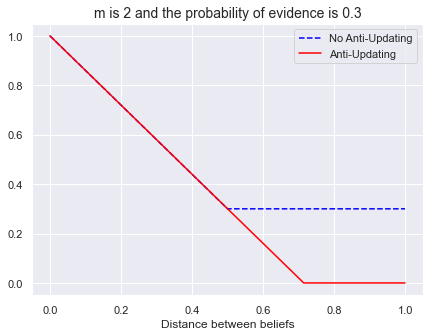 m is 2 and the probability of evidence is 0.3
1.0
0.8
0.6
0.4
0.2
0.0
No Anti-Updating
Anti-Updating
0.0 0.2 0.4 0.6 0.8 1.0
Distance between beliefs